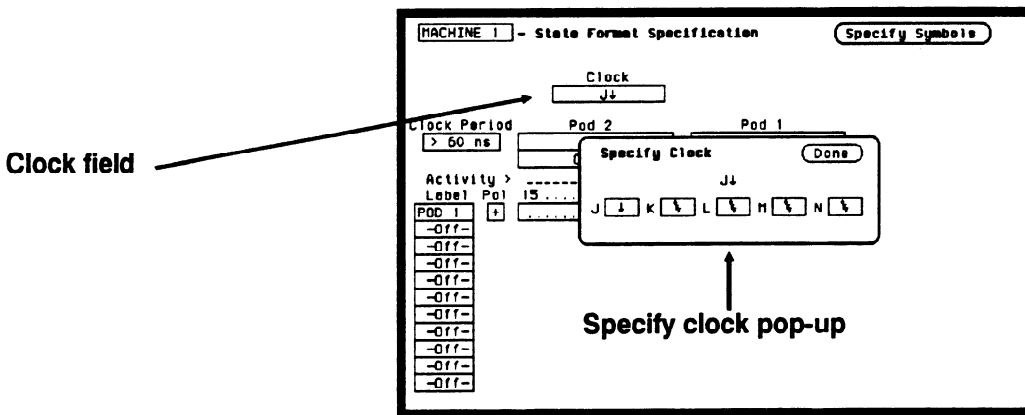 MACHINE 1 - State Format Specification Specify Symbols
Clock
J↓
Clock Period Pod 2 Pod 1
> 60 ns
Clock field
Specify Clock Done
Activity > -------
J↓
Label Pol 15....
POD 1 + ......
J ↓ K L M N
-Off-
-Off-
-Off-
-Off-
-Off-
-Off-
-Off-
-Off-
-Off-
-Off-
Specify clock pop-up